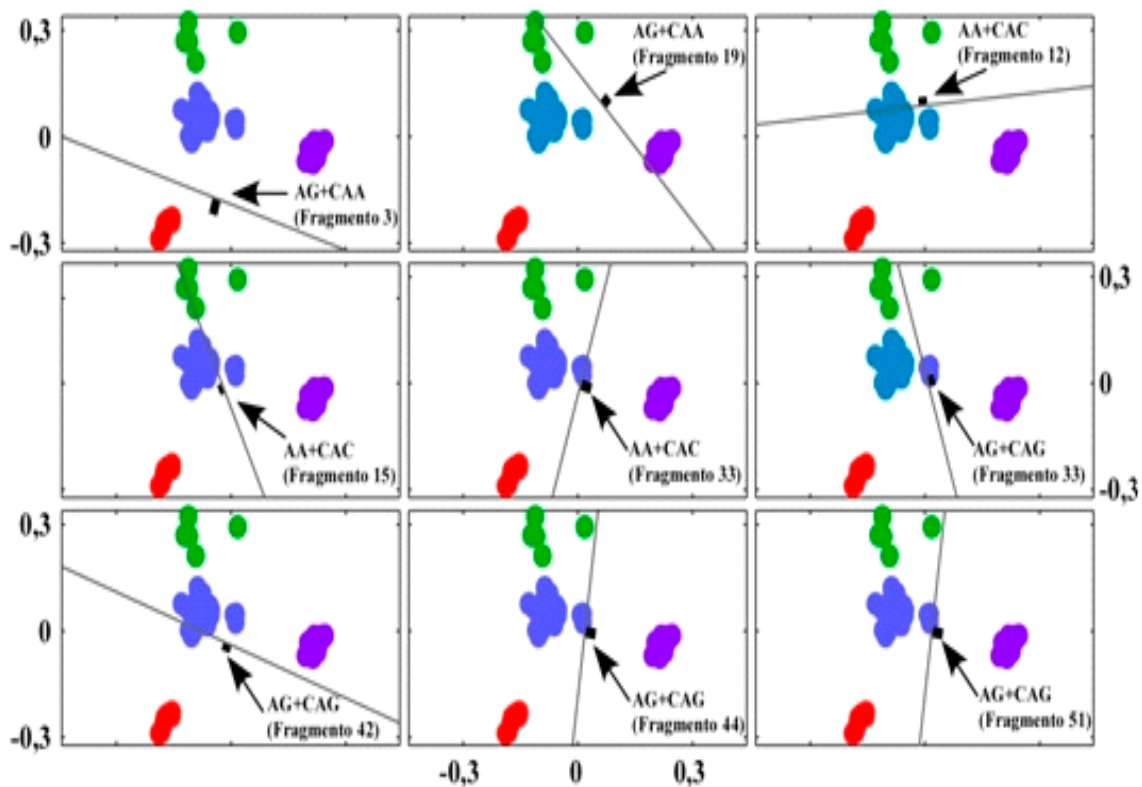 0,3
0
-0,3
AG+CAA
(Fragmento 3)
AG+CAA
(Fragmento 19)
AA+CAC
(Fragmento 12)
AA+CAC
(Fragmento 15)
AA+CAC
(Fragmento 33)
AG+CAG
(Fragmento 33)
0,3
0
-0,3
0,3
0
-0,3
AG+CAG
(Fragmento 42)
AG+CAG
(Fragmento 44)
AG+CAG
(Fragmento 51)
-0,3
0
0,3